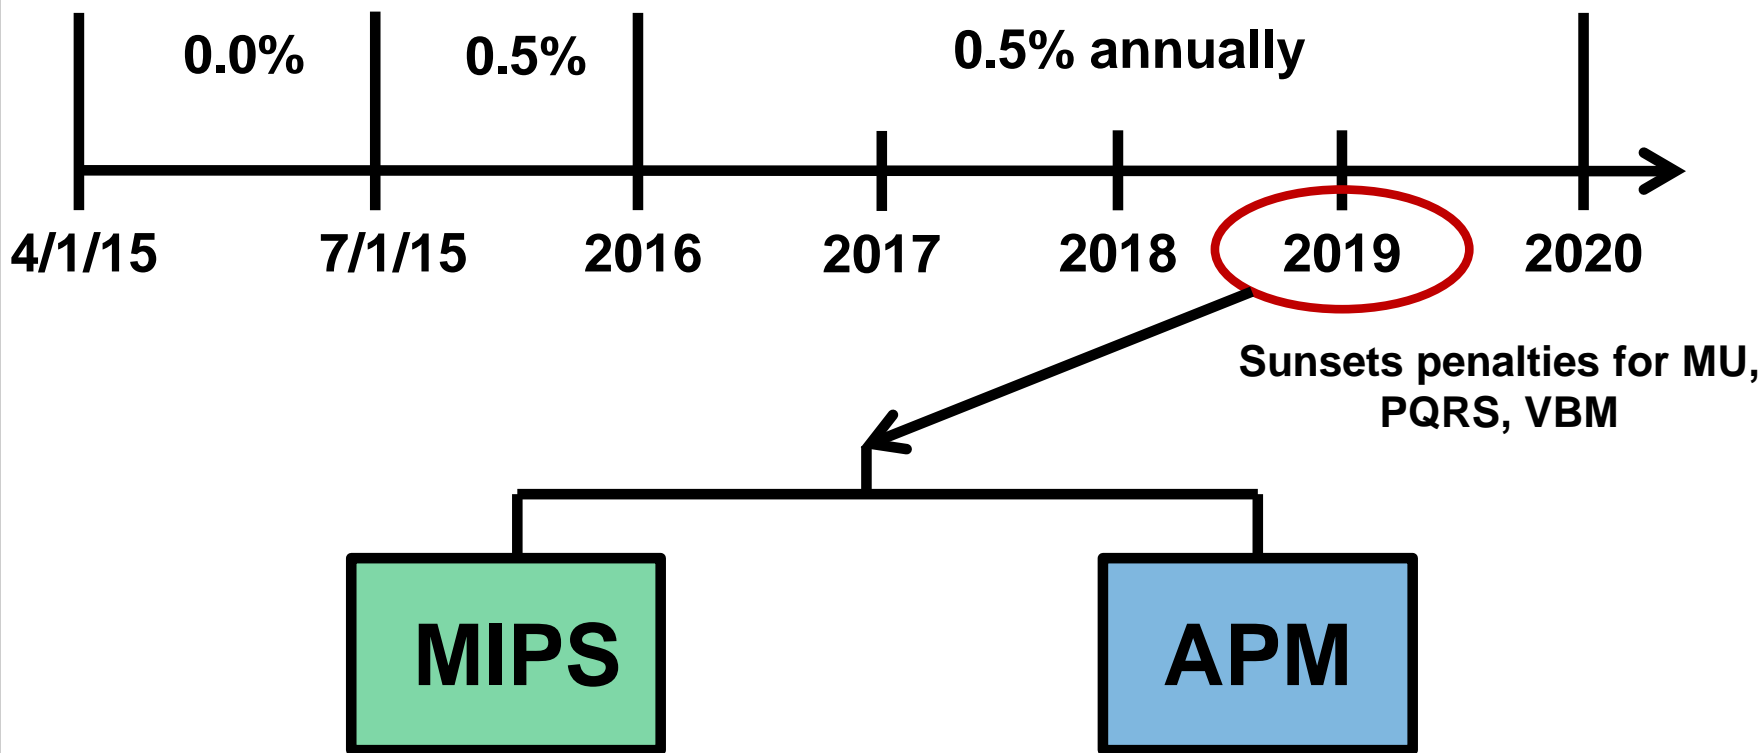 0.0%
0.5%
0.5% annually
4/1/15
7/1/15
2016
2017
2018
2019
2020
Sunsets penalties for MU,
PQRS, VBM
MIPS
APM